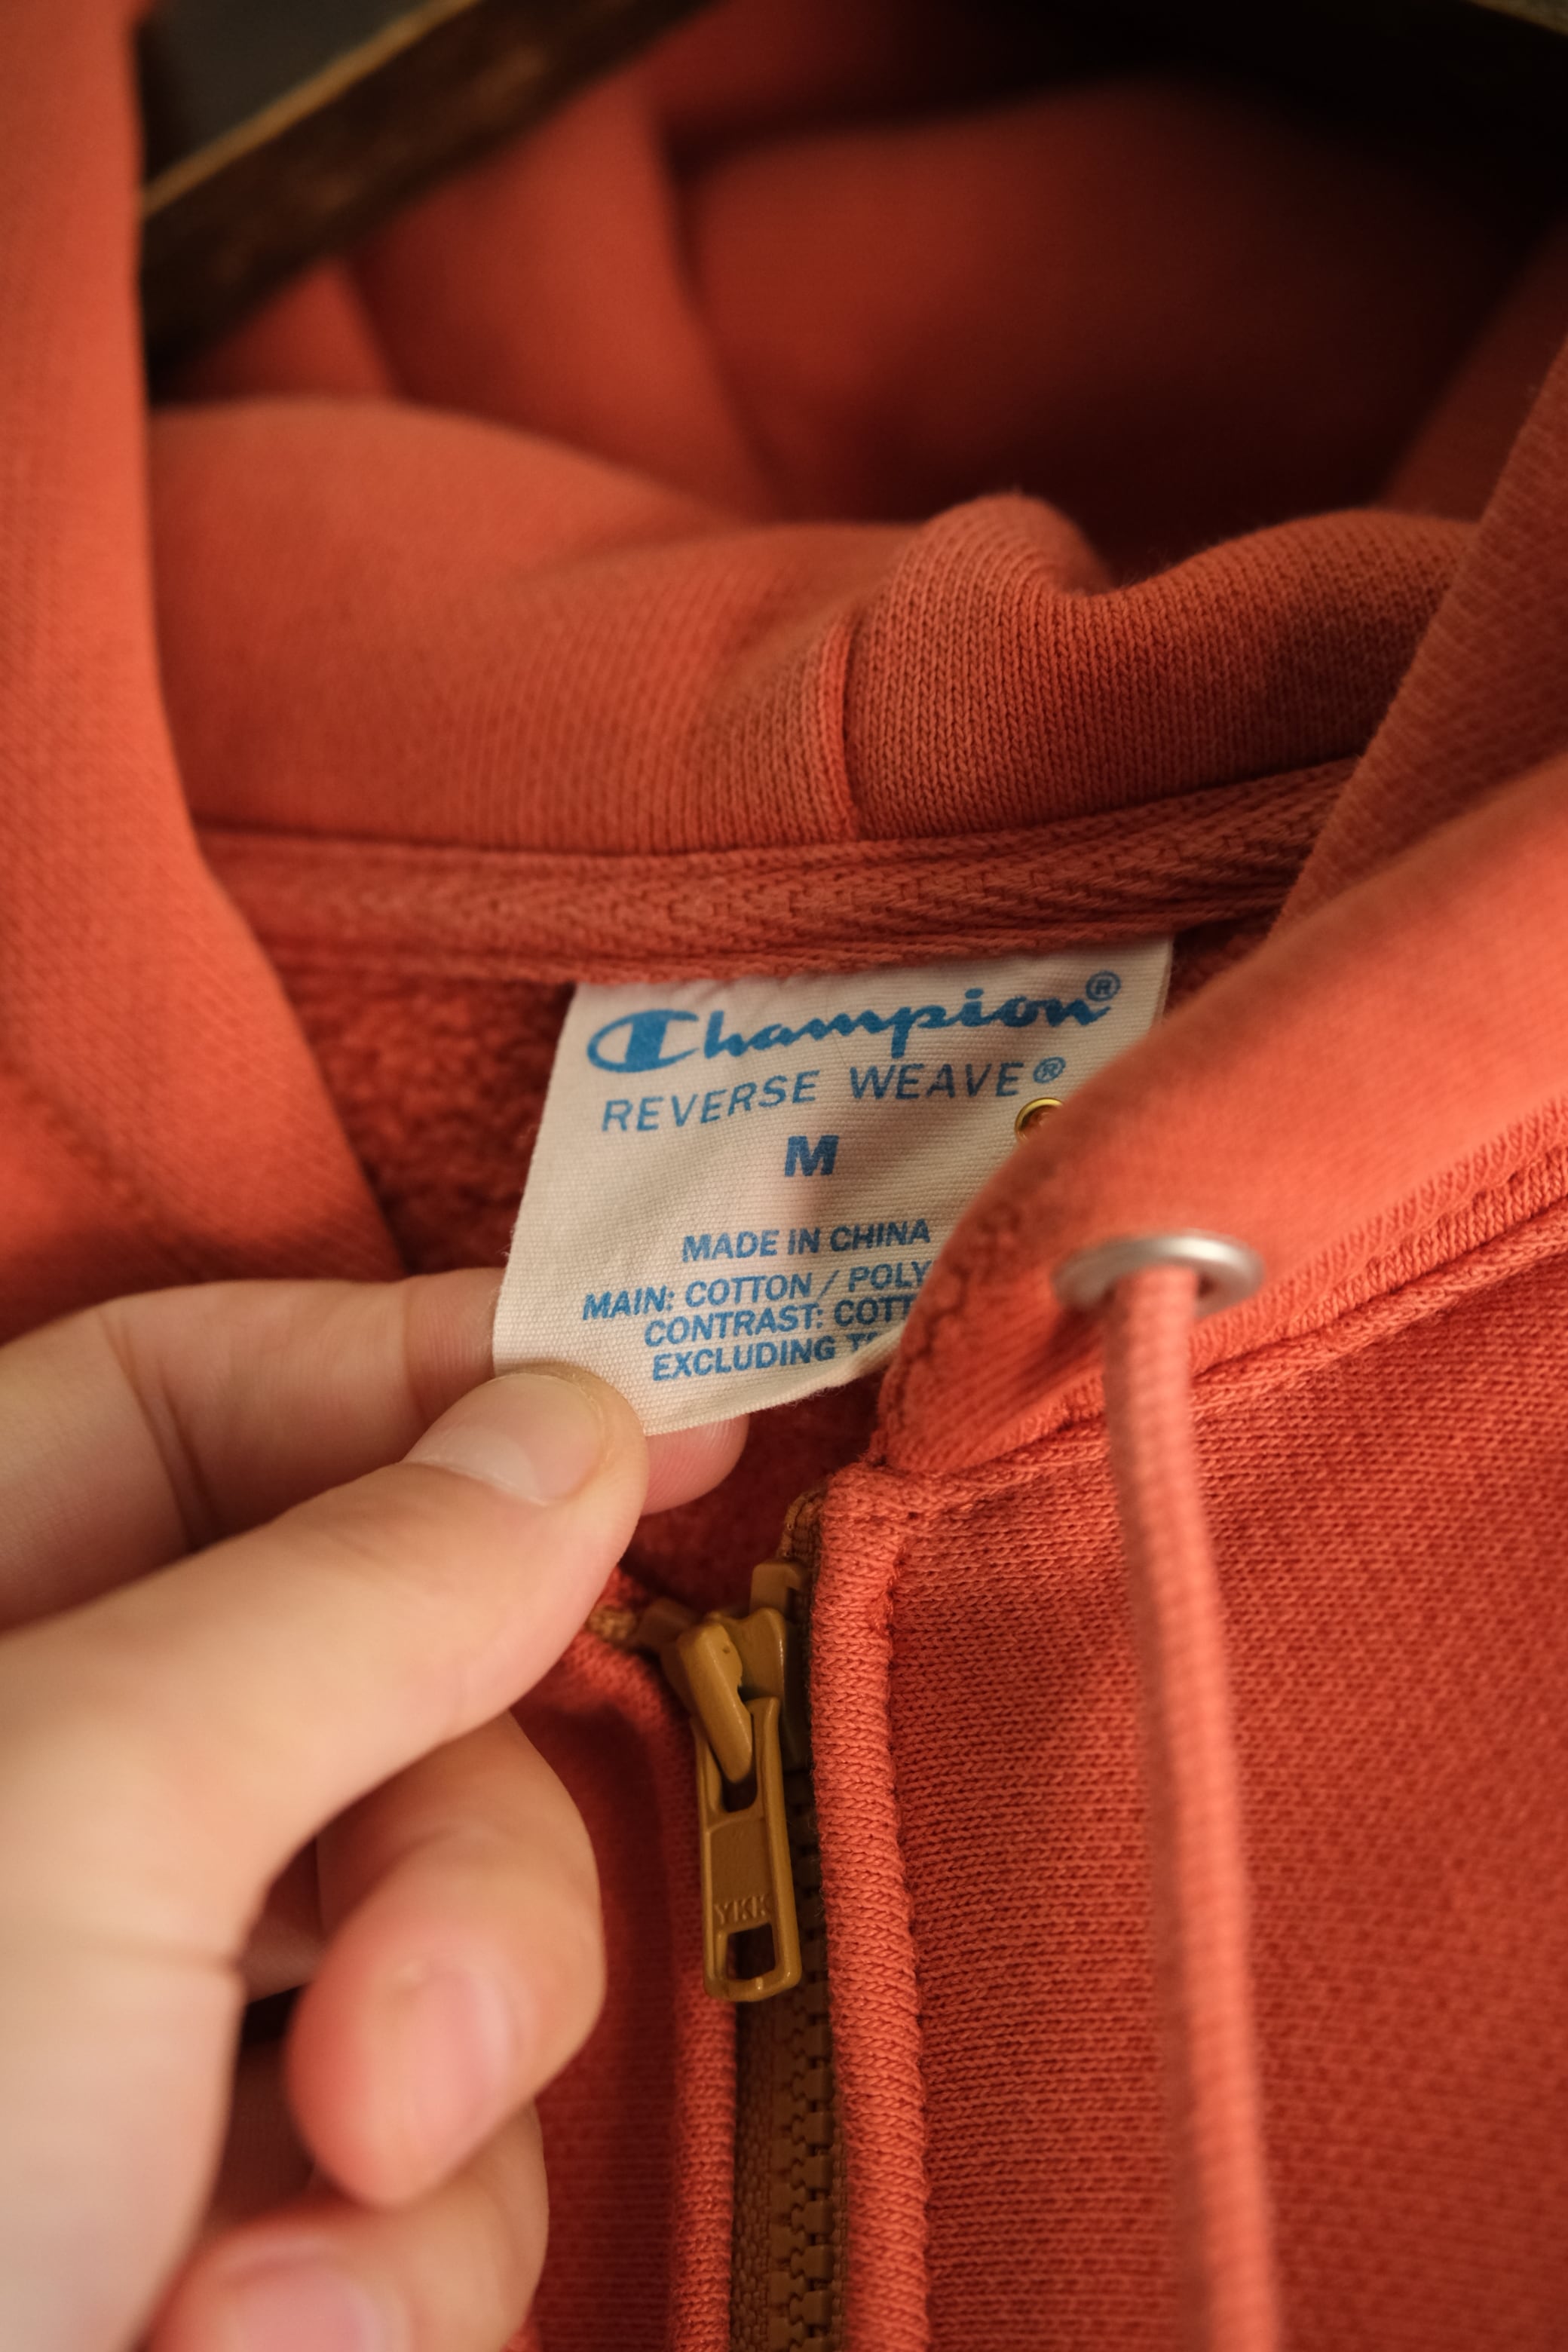 Champion®
REVERSE WEAVE®
M
MADE IN CHINA
MAIN: COTTON / POLY
CONTRAST: COTT
EXCLUDING
YKK